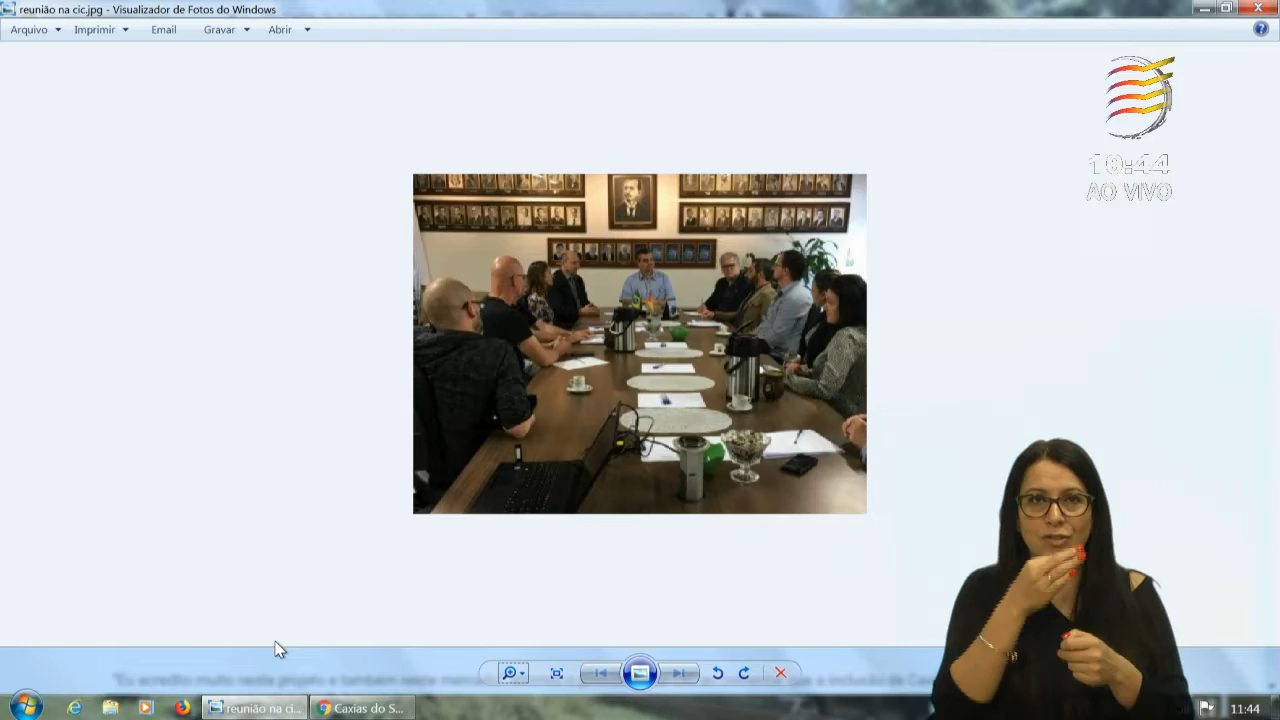 reunião na cic.jpg - Visualizador de Fotos do Windows
Arquivo Imprimir Email Gravar Abrir
10:44
AO VIVO
reunião na ci...
Caxias do S...
11:44